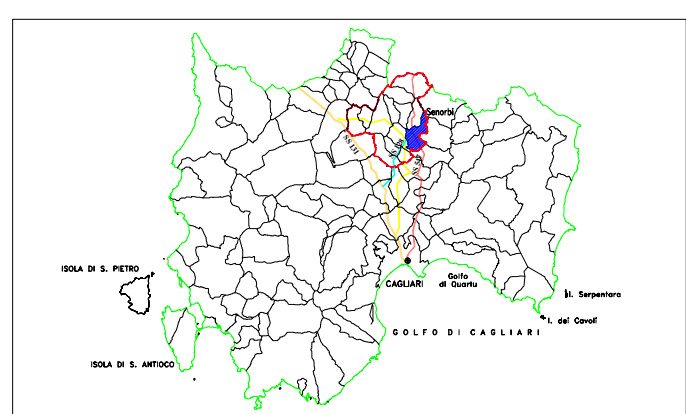 Senorbì
SS 131
ISOLA DI S. PIETRO
CAGLIARI
Golfo
di Quartu
I. Serpentara
I. dei Cavoli
GOLFO DI CAGLIARI
ISOLA DI S. ANTIOCO